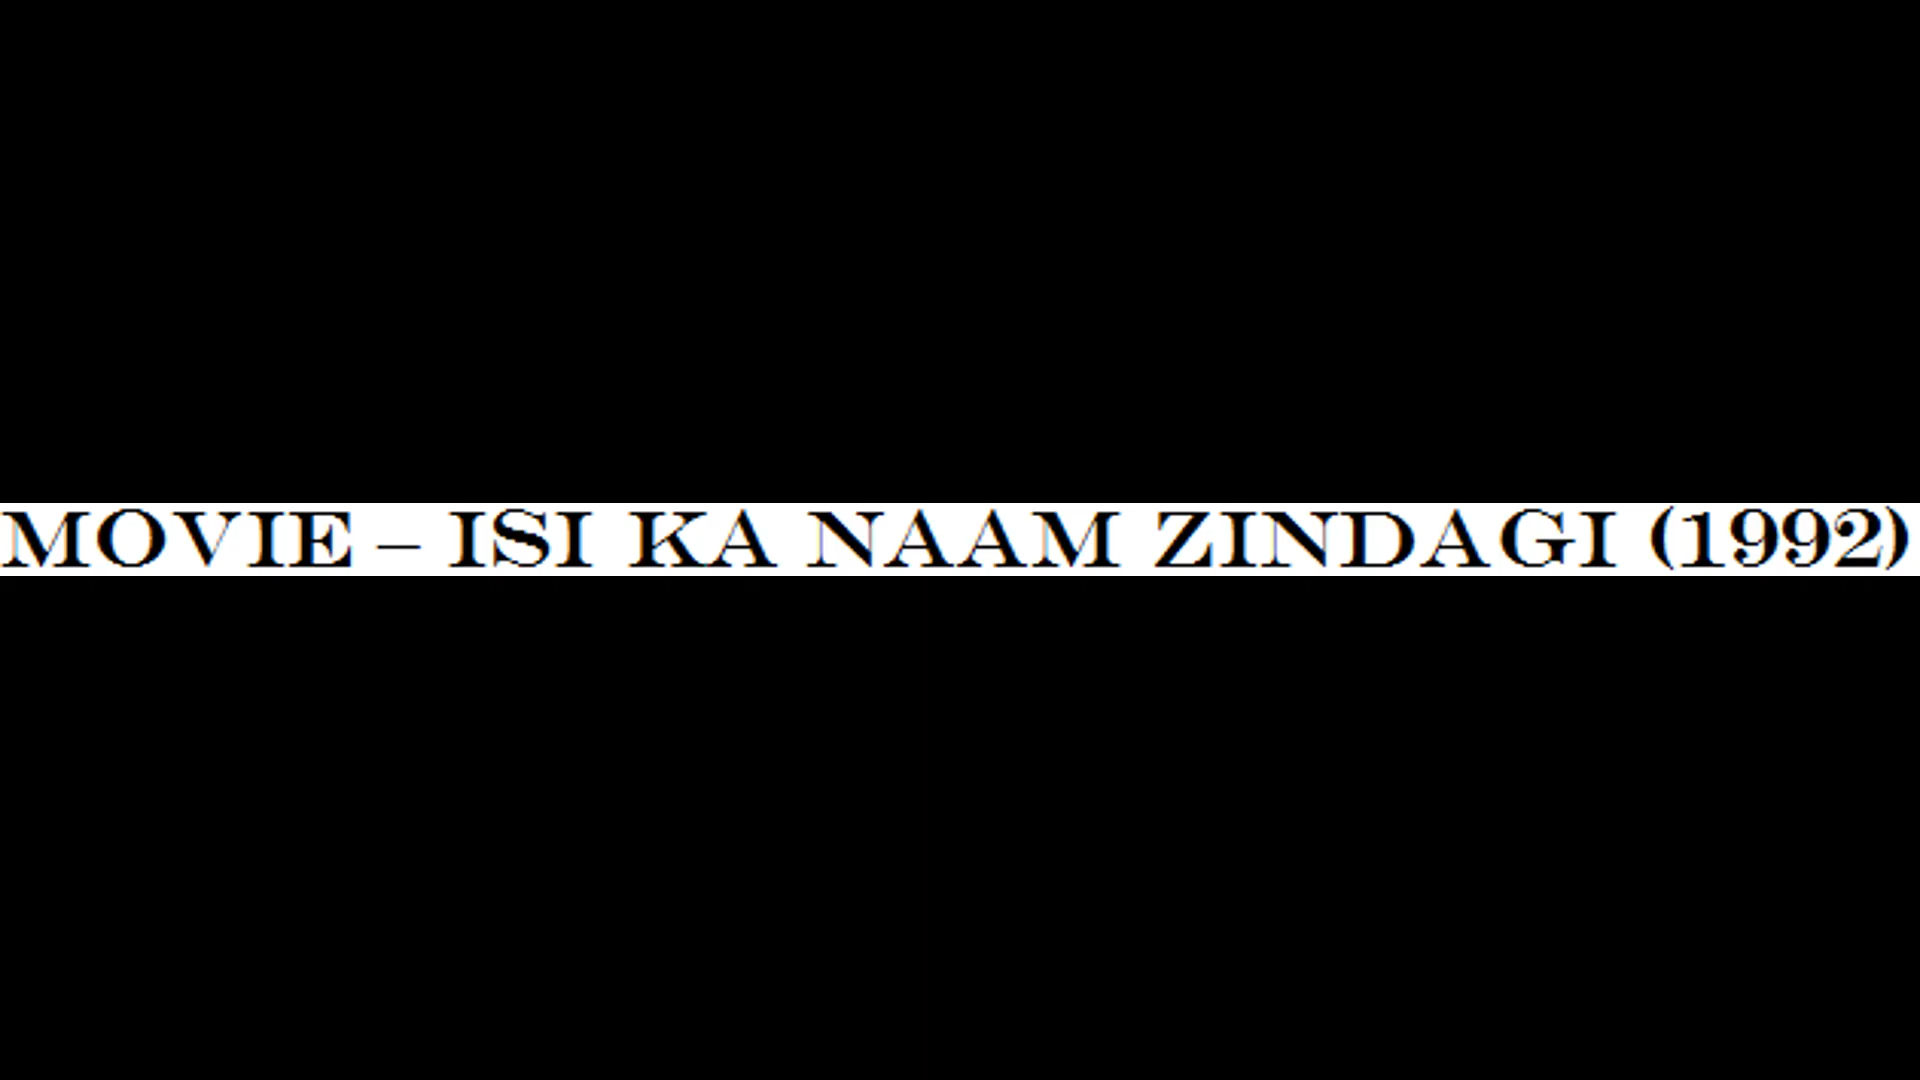 MOVIE – ISI KA NAAM ZINDAGI (1992)